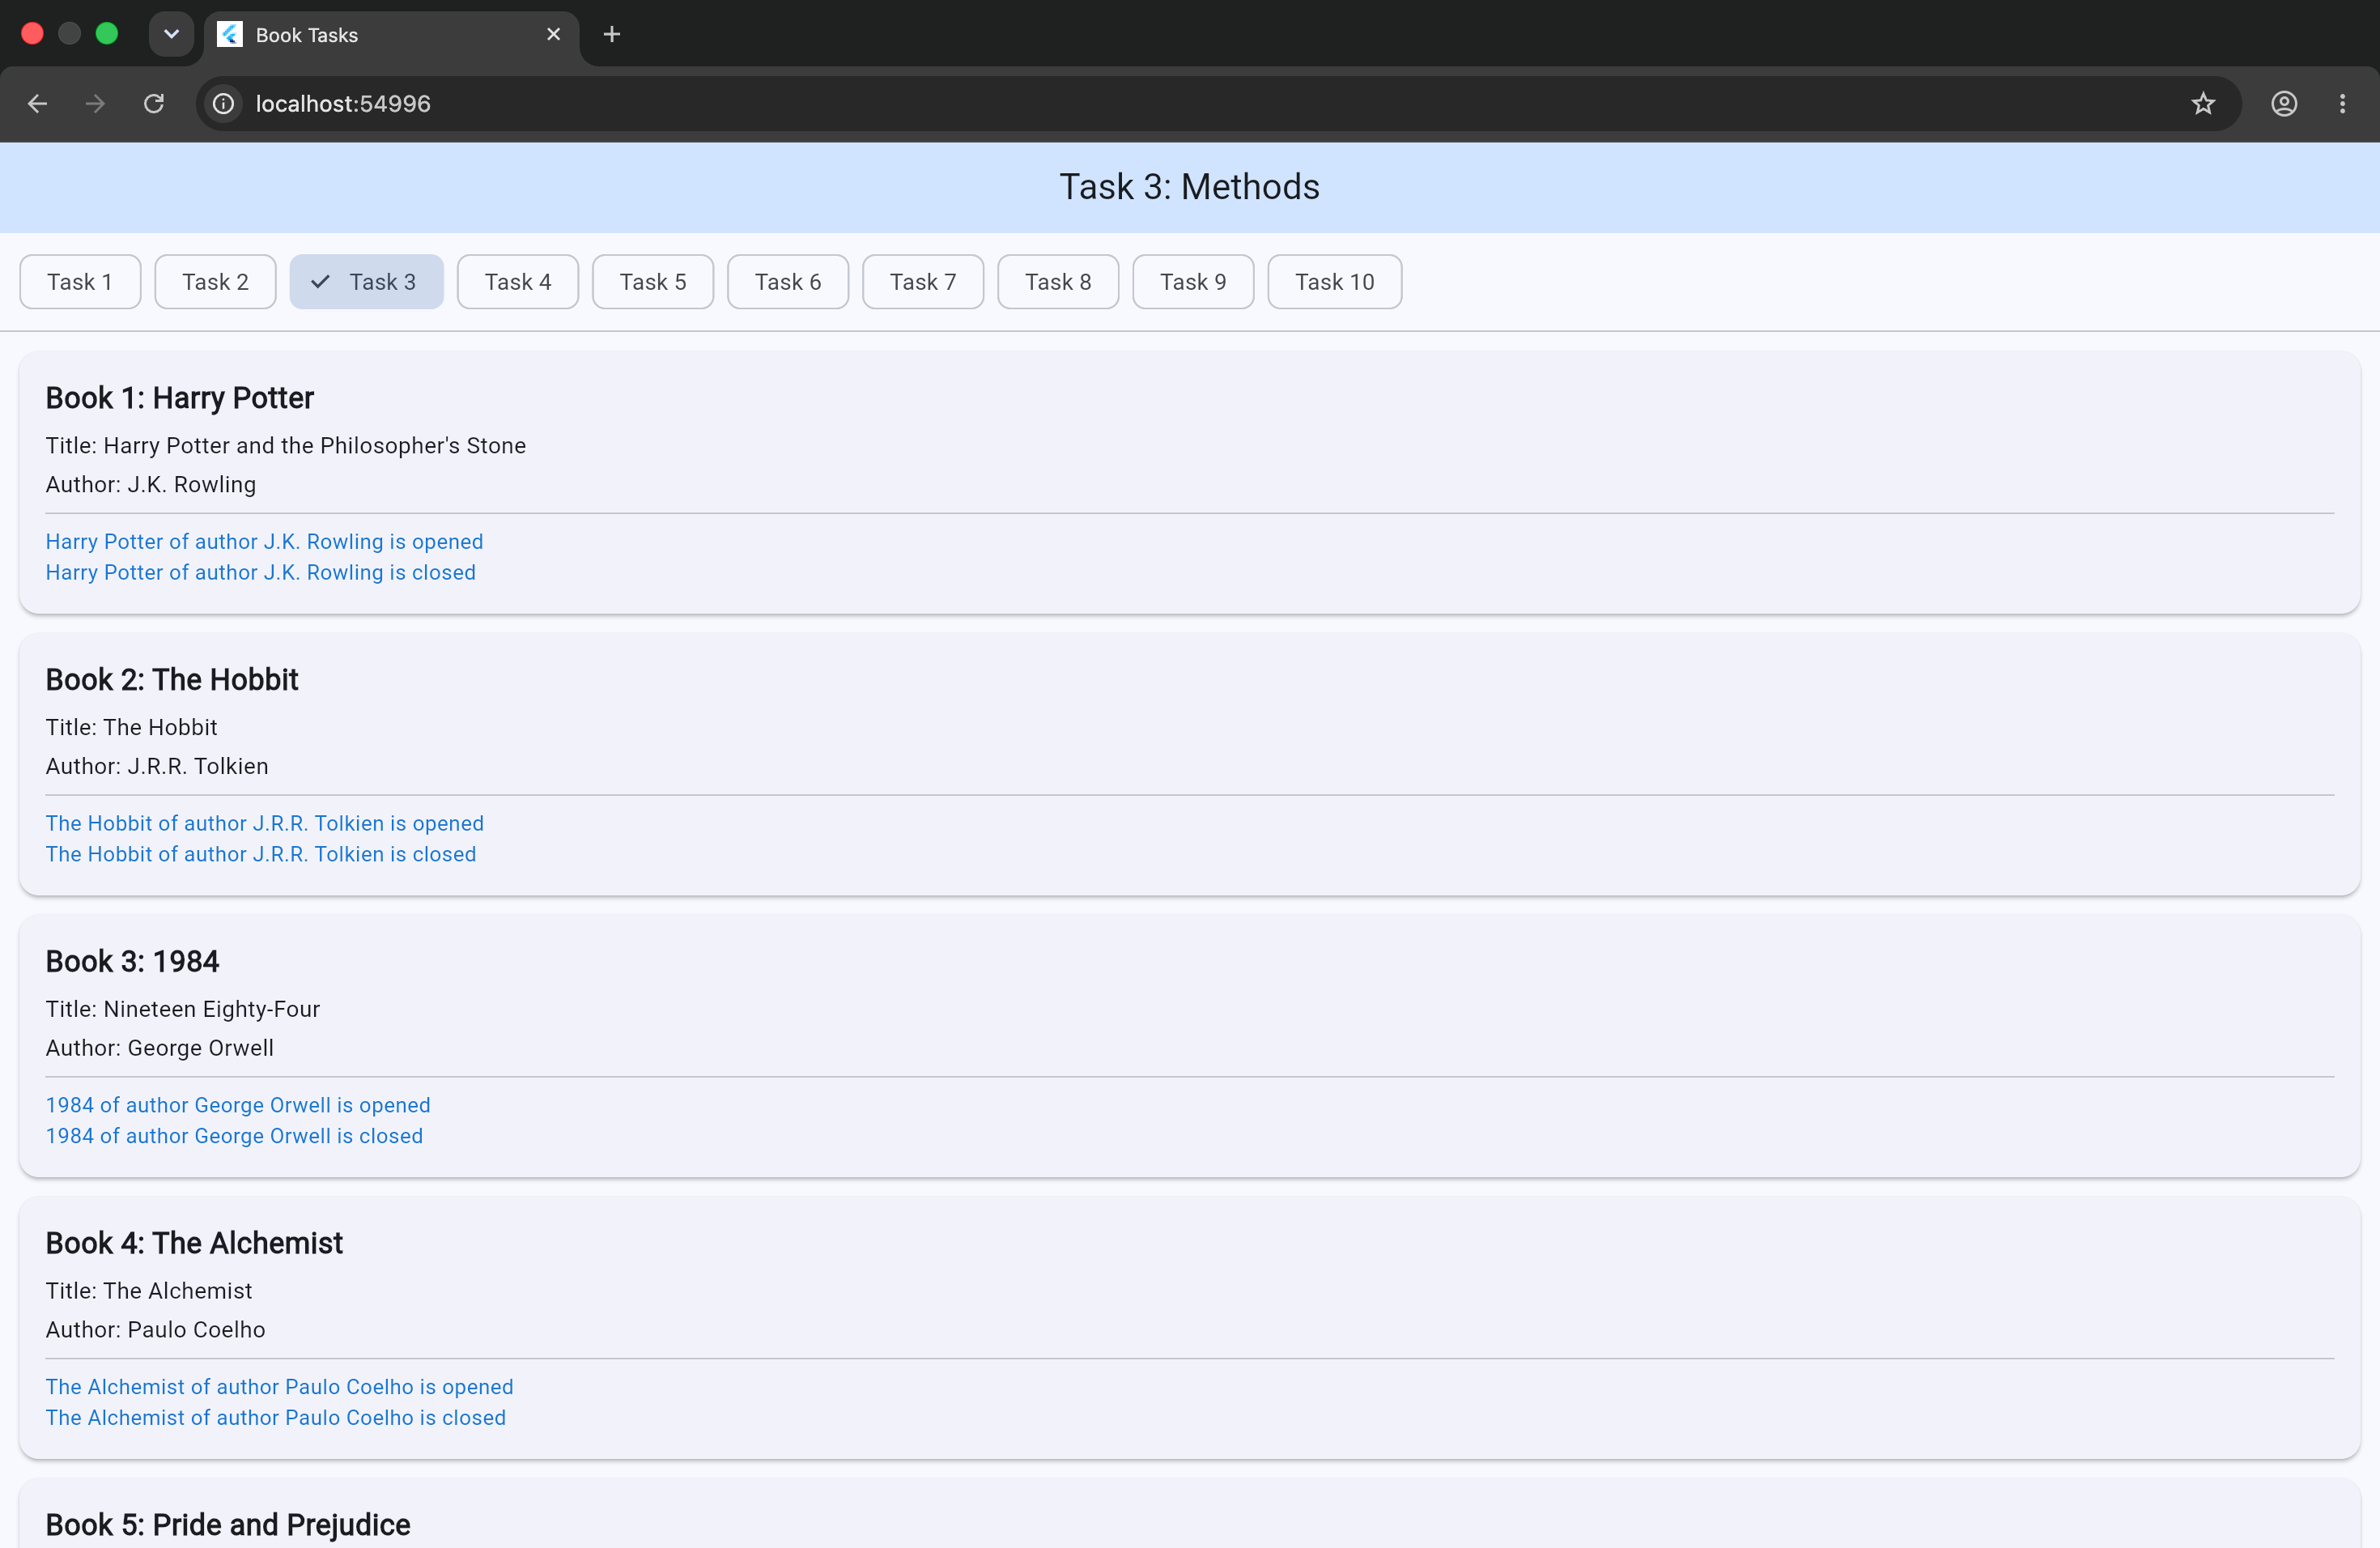 Book Tasks
localhost:54996
Task 3: Methods
Task 1 Task 2 Task 3 Task 4 Task 5 Task 6 Task 7 Task 8 Task 9 Task 10
Book 1: Harry Potter
Title: Harry Potter and the Philosopher's Stone
Author: J.K. Rowling
Harry Potter of author J.K. Rowling is opened
Harry Potter of author J.K. Rowling is closed
Book 2: The Hobbit
Title: The Hobbit
Author: J.R.R. Tolkien
The Hobbit of author J.R.R. Tolkien is opened
The Hobbit of author J.R.R. Tolkien is closed
Book 3: 1984
Title: Nineteen Eighty-Four
Author: George Orwell
1984 of author George Orwell is opened
1984 of author George Orwell is closed
Book 4: The Alchemist
Title: The Alchemist
Author: Paulo Coelho
The Alchemist of author Paulo Coelho is opened
The Alchemist of author Paulo Coelho is closed
Book 5: Pride and Prejudice